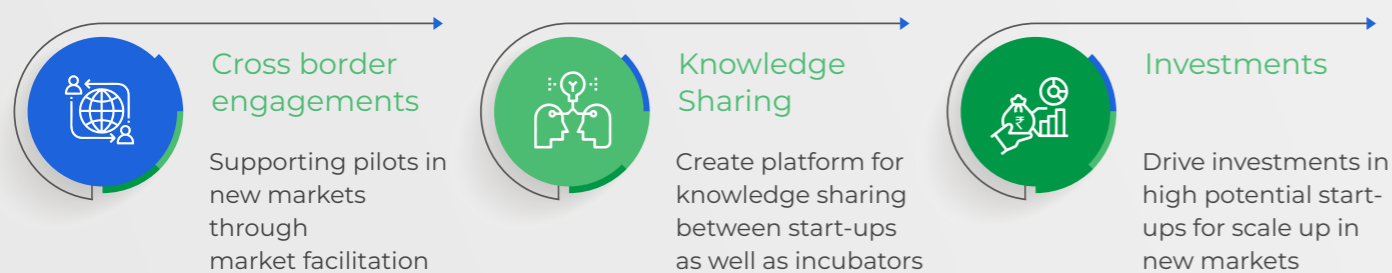 Cross border
engagements
Supporting pilots in
new markets
through
market facilitation
Knowledge
Sharing
Create platform for
knowledge sharing
between start-ups
as well as incubators
Investments
₹
Drive investments in
high potential start-
ups for scale up in
new markets